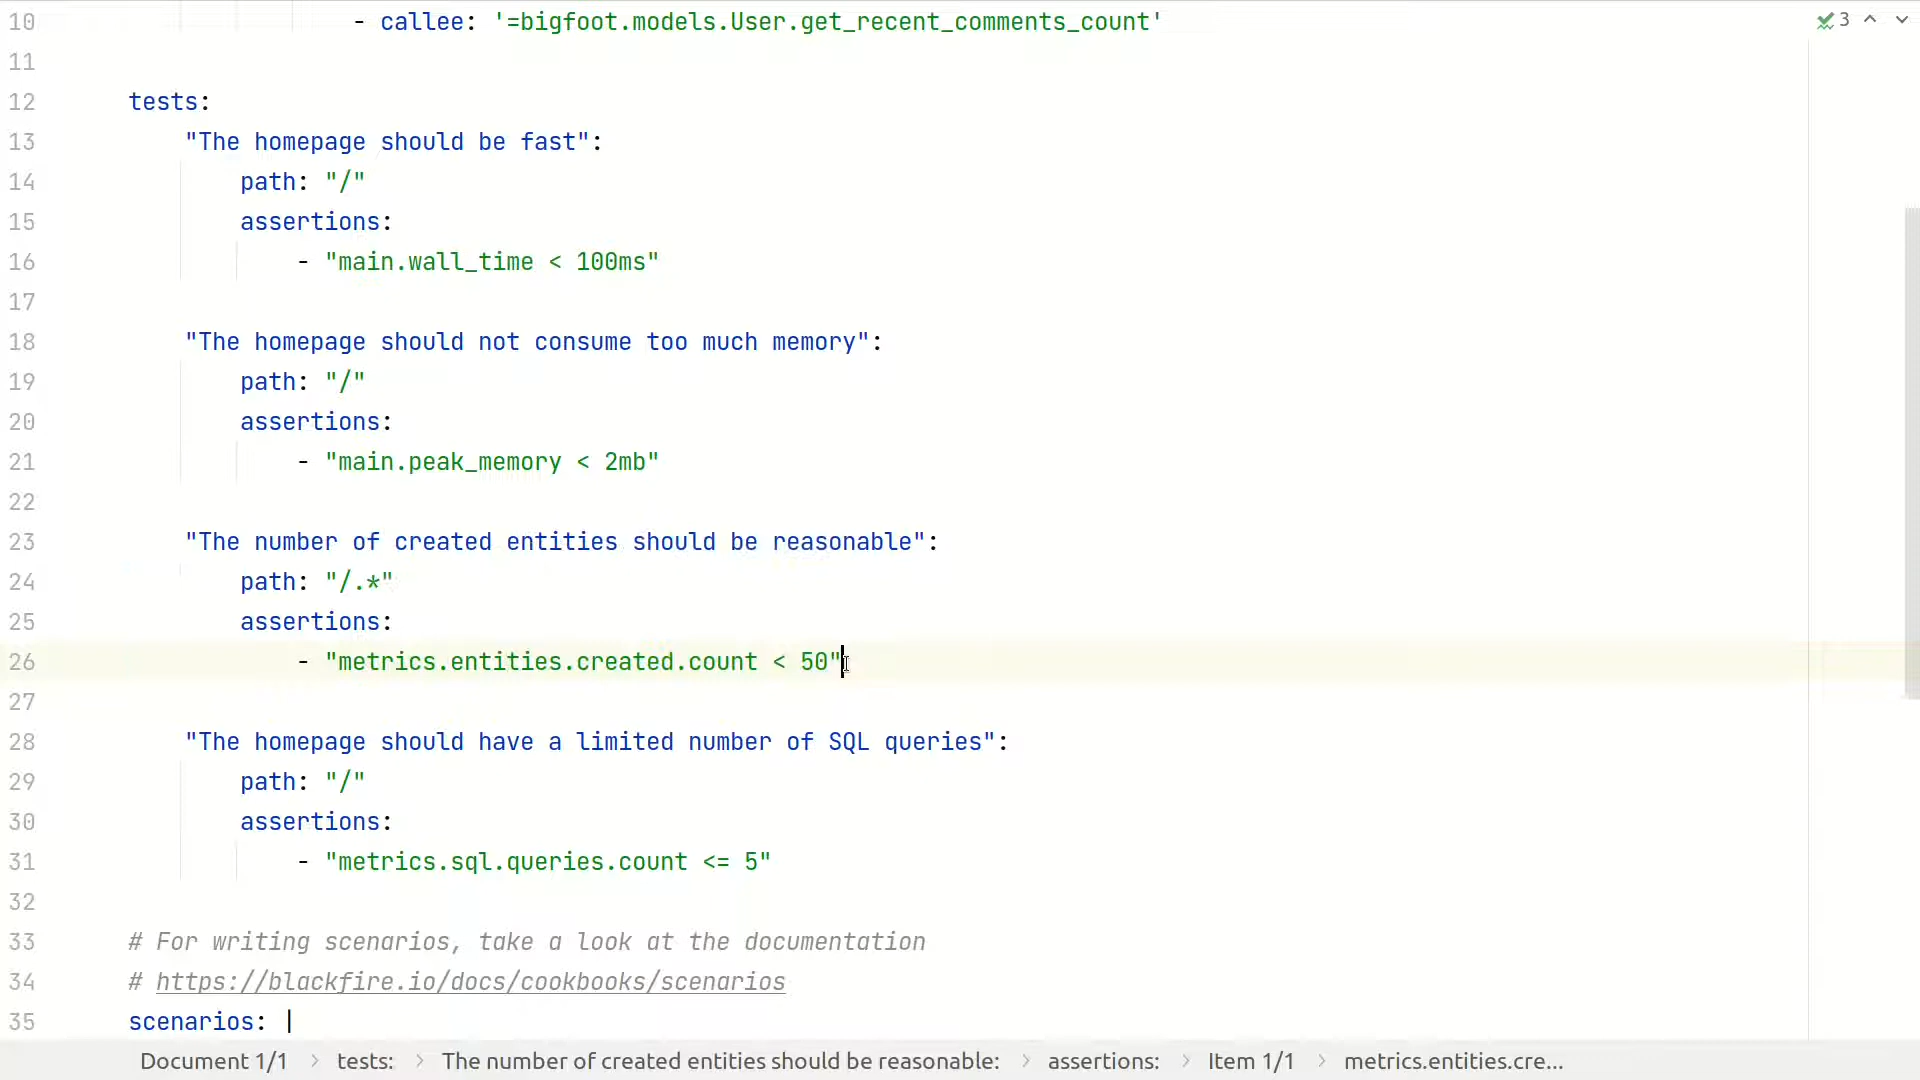 10 - callee: '=bigfoot.models.User.get_recent_comments_count'
3
11
12 tests:
13 "The homepage should be fast":
14 path: "/"
15 assertions:
16 - "main.wall_time < 100ms"
17
18 "The homepage should not consume too much memory":
19 path: "/"
20 assertions:
21 - "main.peak_memory < 2mb"
22
23 "The number of created entities should be reasonable":
24 path: "/.*"
25 assertions:
26 - "metrics.entities.created.count < 50"
27
28 "The homepage should have a limited number of SQL queries":
29 path: "/"
30 assertions:
31 - "metrics.sql.queries.count <= 5"
32
33 # For writing scenarios, take a look at the documentation
34 # https://blackfire.io/docs/cookbooks/scenarios
35 scenarios: |
Document 1/1 > tests: > The number of created entities should be reasonable: > assertions: > Item 1/1 > metrics.entities.cre...